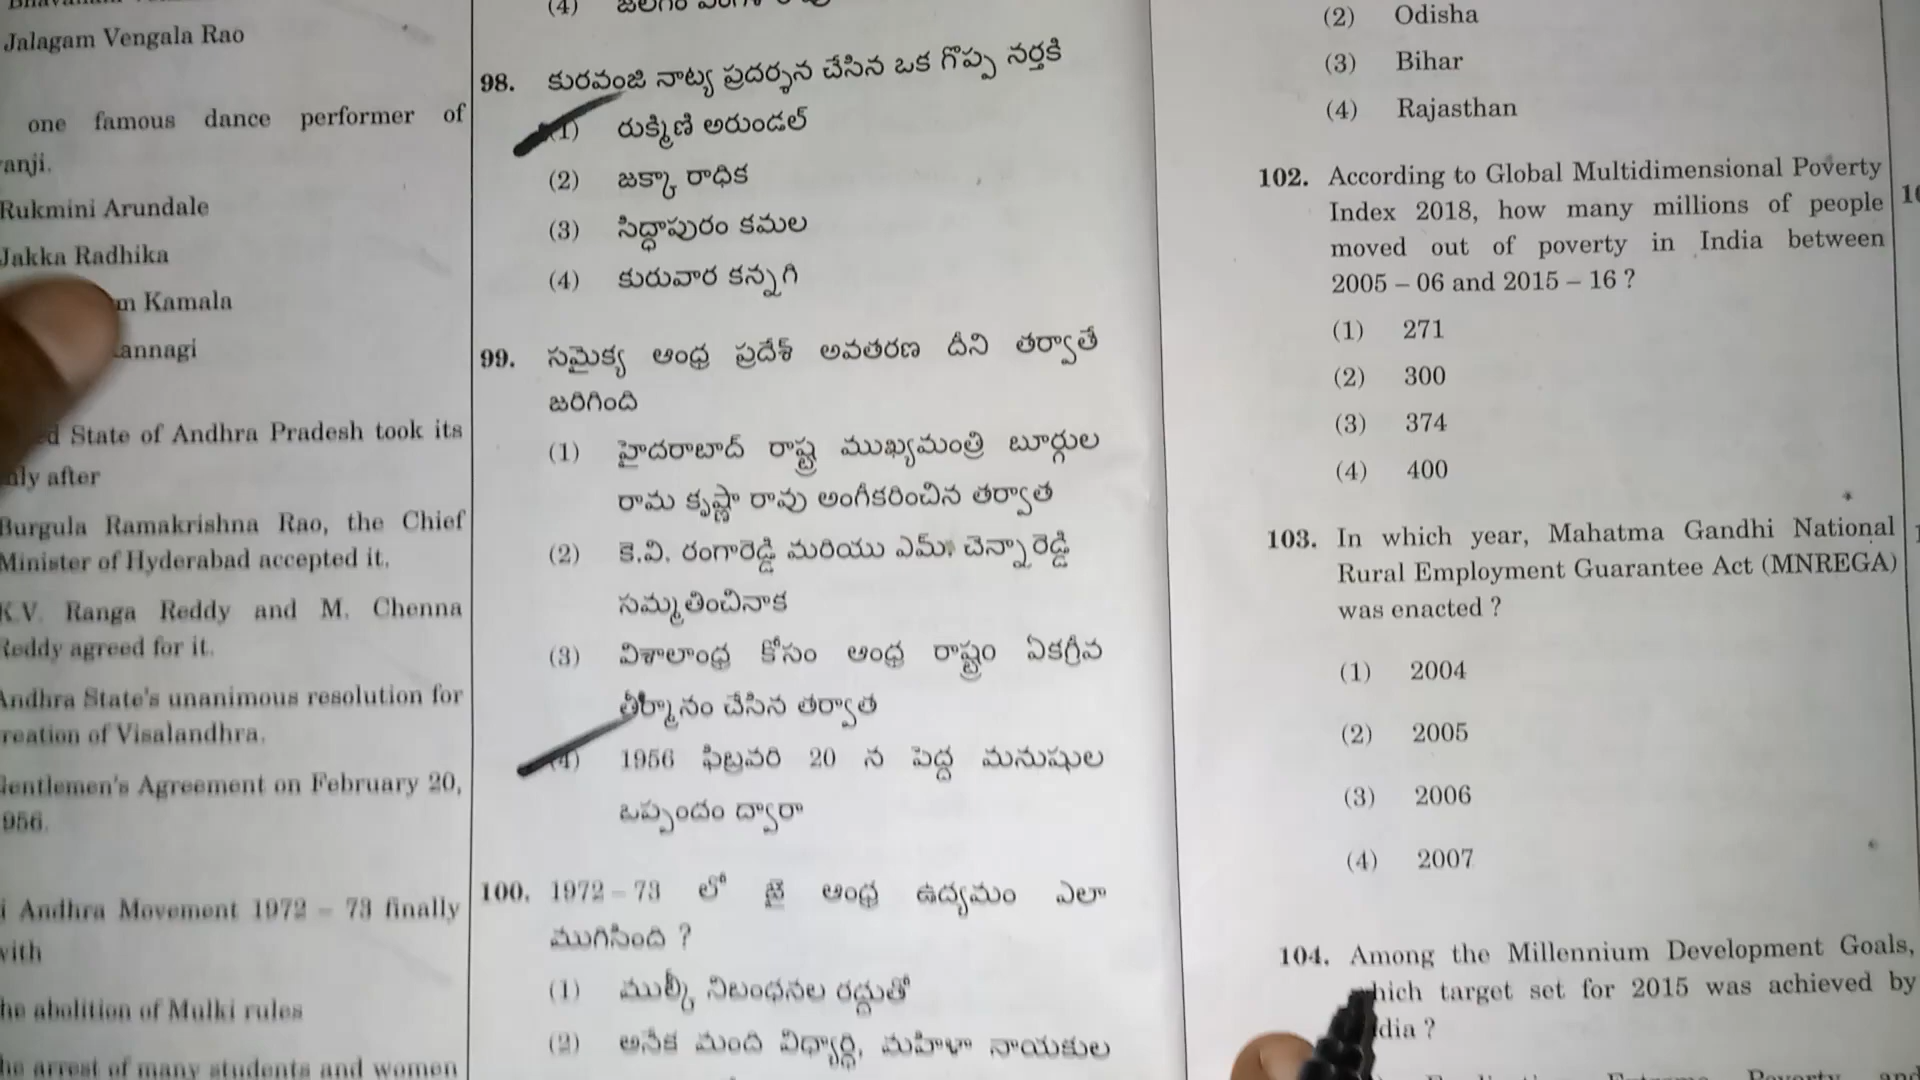 Jalagam Vengala Rao
one famous dance performer of
anji.
Rukmini Arundale
Jakka Radhika
Kamala
annagi
State of Andhra Pradesh took its
after
Burgula Ramakrishna Rao, the Chief
Minister of Hyderabad accepted it.
K.V. Ranga Reddy and M. Chenna
Reddy agreed for it.
Andhra State's unanimous resolution for
reation of Visalandhra.
Gentlemen's Agreement on February 20,
956.
i Andhra Movement 1972 – 73 finally
with
he abolition of Mulki rules
he arrest of many students and women
(4)
98. కురవంజి నాట్య ప్రదర్శన చేసిన ఒక గొప్ప నర్తకి
(1) రుక్మిణి అరుండల్
(2) జక్కా రాధిక
(3) సిద్ధాపురం కమల
(4) కురువార కన్నగి
99. సమైక్య ఆంధ్ర ప్రదేశ్ అవతరణ దీని తర్వాతే
జరిగింది
(1) హైదరాబాద్ రాష్ట్ర ముఖ్యమంత్రి బూర్గుల
రామ కృష్ణా రావు అంగీకరించిన తర్వాత
(2) కె.వి. రంగారెడ్డి మరియు ఎమ్. చెన్నారెడ్డి
సమ్మతించినాక
(3) విశాలాంధ్ర కోసం ఆంధ్ర రాష్ట్రం ఏకగ్రీవ
తీర్మానం చేసిన తర్వాత
(4) 1956 ఫిబ్రవరి 20 న పెద్ద మనుషుల
ఒప్పందం ద్వారా
100. 1972 – 73 లో జై ఆంధ్ర ఉద్యమం ఎలా
ముగిసింది ?
(1) ముల్కీ నిబంధనల రద్దుతో
(2) అనేక మంది విద్యార్థి, మహిళా నాయకుల
(2) Odisha
(3) Bihar
(4) Rajasthan
102. According to Global Multidimensional Poverty
Index 2018, how many millions of people
moved out of poverty in India between
2005 – 06 and 2015 – 16 ?
(1) 271
(2) 300
(3) 374
(4) 400
103. In which year, Mahatma Gandhi National
Rural Employment Guarantee Act (MNREGA)
was enacted ?
(1) 2004
(2) 2005
(3) 2006
(4) 2007
104. Among the Millennium Development Goals,
which target set for 2015 was achieved by
dia ?